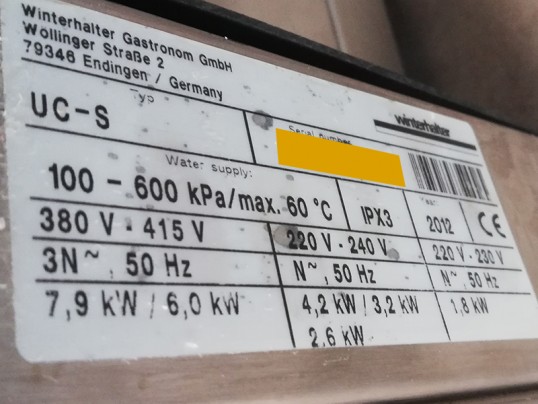 Winterhalter Gastronom GmbH
Wollinger Straße 2
79346 Endingen / Germany
Typ
UC-S
Serial number
winterhalter
Water supply:
100 - 600 kPa/max. 60 °C
IPX3
Year:
2012
CE
380 V - 415 V
220 V - 240 V
220 V - 230 V
3N~, 50 Hz
N~, 50 Hz
N~, 50 Hz
7,9 kW / 6,0 kW
4,2 kW / 3,2 kW
1,8 kW
2,6 kW